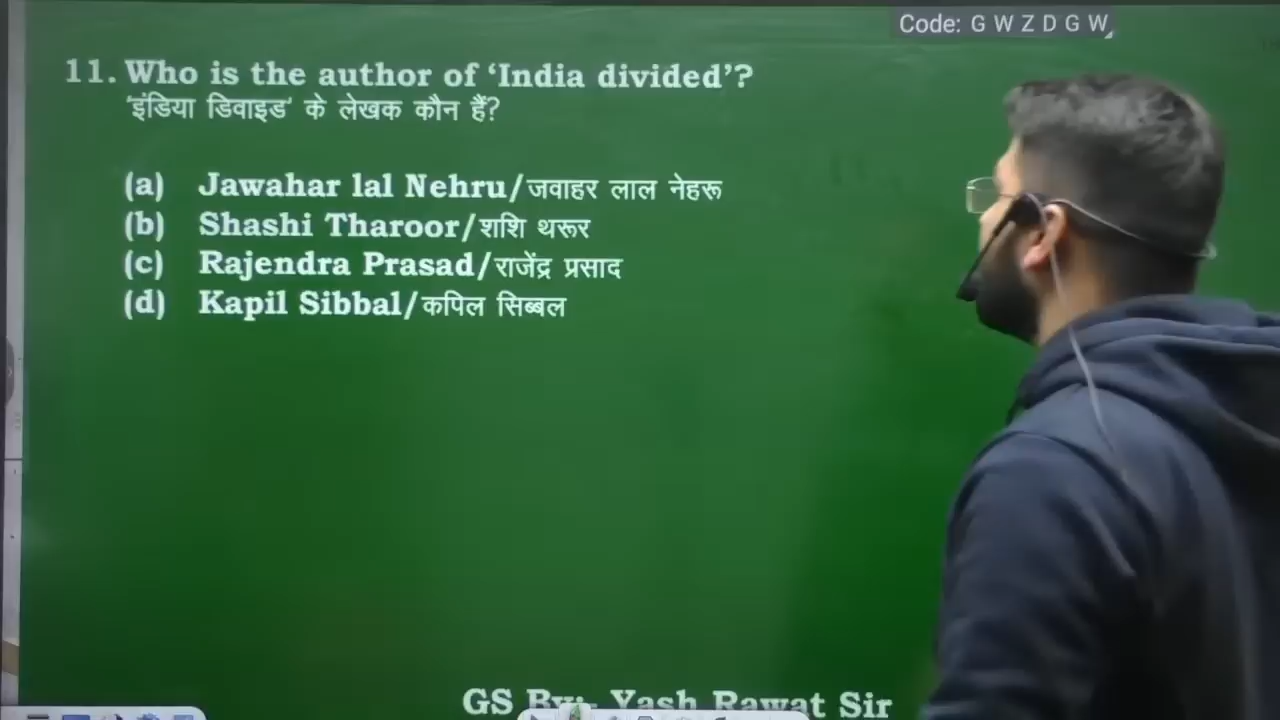 Code: G W Z D G W
11. Who is the author of ‘India divided’?
'इंडिया डिवाइड' के लेखक कौन हैं?
(a) Jawahar lal Nehru/जवाहर लाल नेहरू
(b) Shashi Tharoor/शशि थरूर
(c) Rajendra Prasad/राजेंद्र प्रसाद
(d) Kapil Sibbal/कपिल सिब्बल
GS By:- Yash Rawat Sir